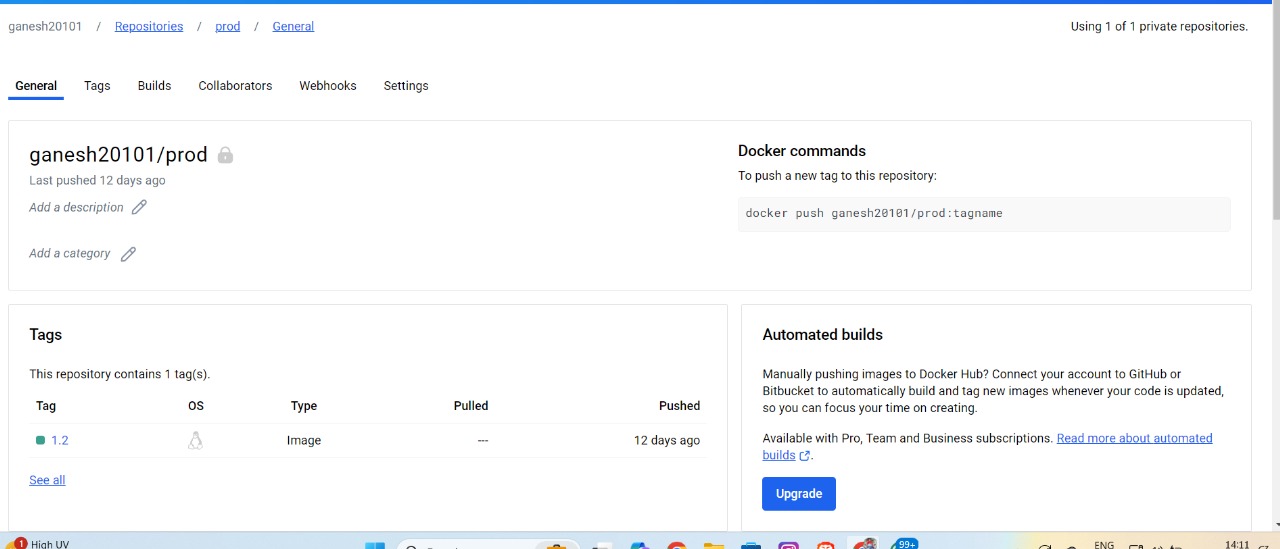 ganesh20101 / Repositories / prod / General
Using 1 of 1 private repositories.
General Tags Builds Collaborators Webhooks Settings
ganesh20101/prod
Last pushed 12 days ago
Add a description
Add a category
Docker commands
To push a new tag to this repository:
docker push ganesh20101/prod:tagname
Tags
This repository contains 1 tag(s).
Tag OS Type Pulled Pushed
1.2 Image --- 12 days ago
See all
Automated builds
Manually pushing images to Docker Hub? Connect your account to GitHub or
Bitbucket to automatically build and tag new images whenever your code is updated,
so you can focus your time on creating.
Available with Pro, Team and Business subscriptions. Read more about automated
builds .
Upgrade
1 High UV
99+
ENG
14:11